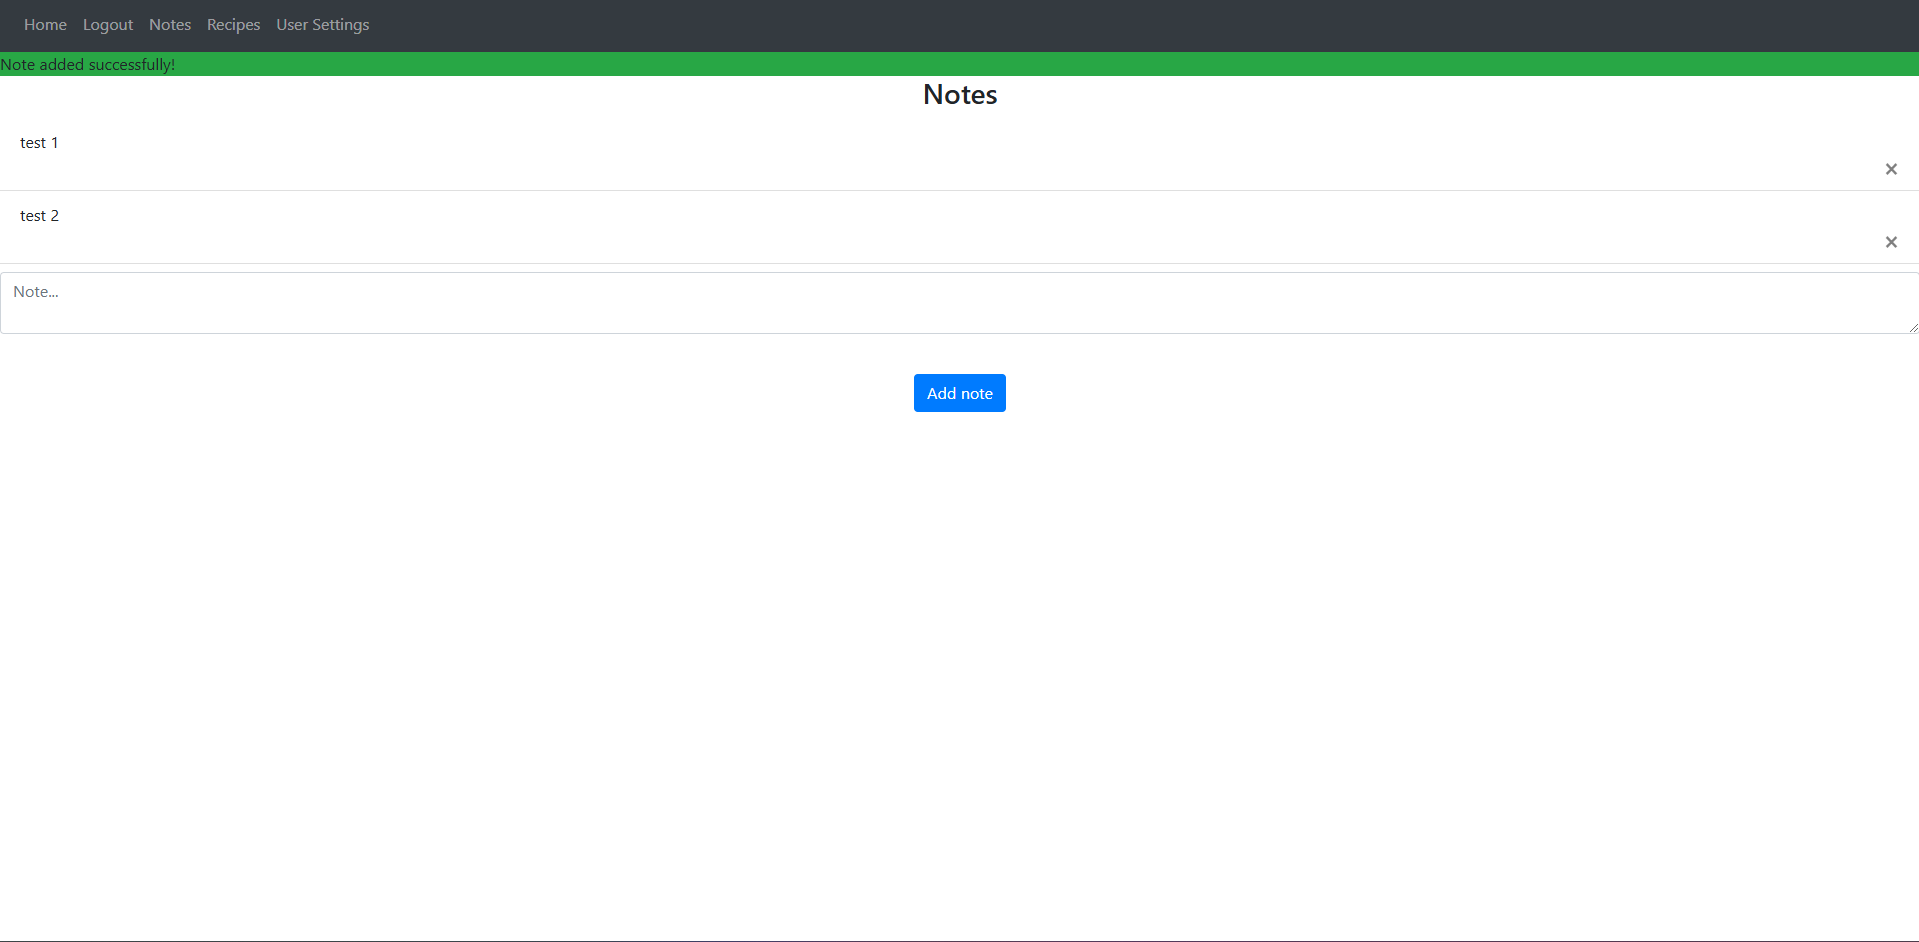 Home Logout Notes Recipes User Settings
Note added successfully!
Notes
test 1
×
test 2
×
Note...
Add note